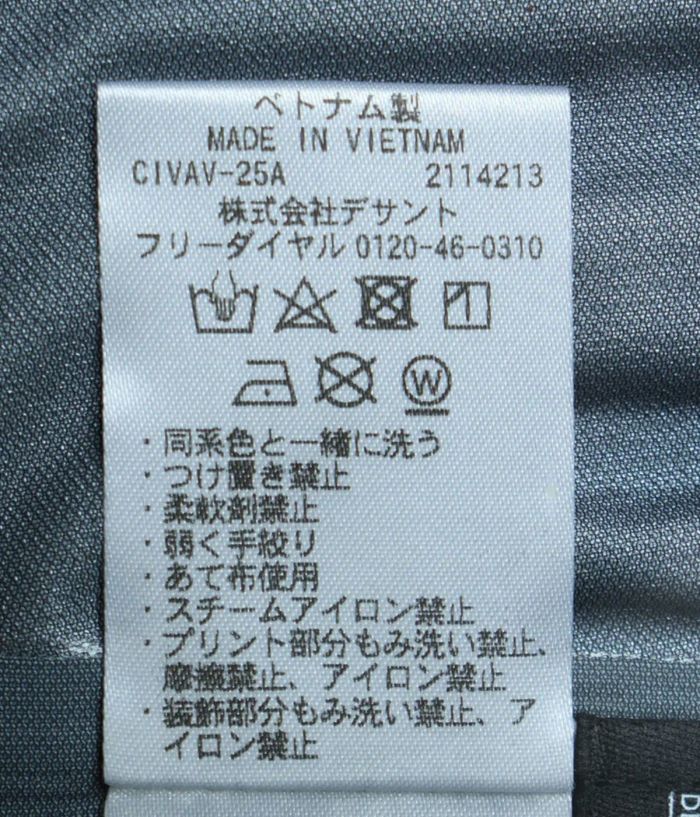 ベトナム製
MADE IN VIETNAM
CIVAV-25A 2114213
株式会社デサント
フリーダイヤル 0120-46-0310
W
・同系色と一緒に洗う
・つけ置き禁止
・柔軟剤禁止
・弱く手絞り
・あて布使用
・スチームアイロン禁止
・プリント部分もみ洗い禁止、
摩擦禁止、アイロン禁止
・装飾部分もみ洗い禁止、ア
イロン禁止